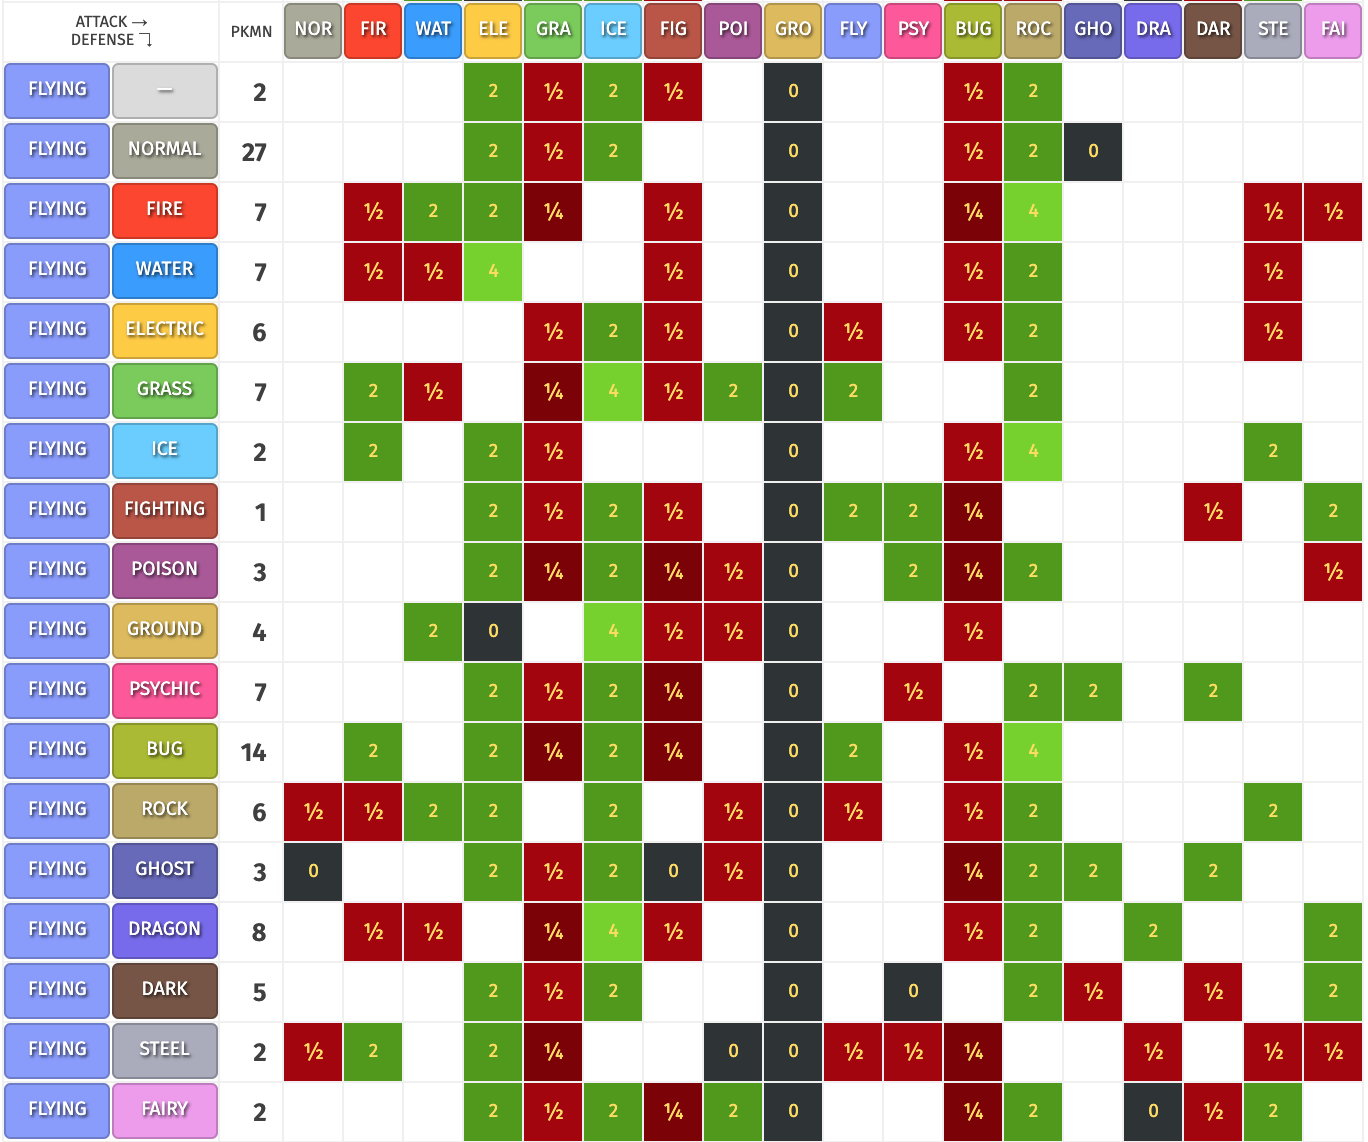 ATTACK →
DEFENSE ⮧ PKMN NOR FIR WAT ELE GRA ICE FIG POI GRO FLY PSY BUG ROC GHO DRA DAR STE FAI
FLYING — 2 2 ½ 2 ½ 0 ½ 2
FLYING NORMAL 27 2 ½ 2 0 ½ 2 0
FLYING FIRE 7 ½ 2 2 ¼ ½ 0 ¼ 4 ½ ½
FLYING WATER 7 ½ ½ 4 ½ 0 ½ 2 ½
FLYING ELECTRIC 6 ½ 2 ½ 0 ½ ½ 2 ½
FLYING GRASS 7 2 ½ ¼ 4 ½ 2 0 2 2
FLYING ICE 2 2 2 ½ 0 ½ 4 2
FLYING FIGHTING 1 2 ½ 2 ½ 0 2 2 ¼ ½ 2
FLYING POISON 3 2 ¼ 2 ¼ ½ 0 2 ¼ 2 ½
FLYING GROUND 4 2 0 4 ½ ½ 0 ½
FLYING PSYCHIC 7 2 ½ 2 ¼ 0 ½ 2 2 2
FLYING BUG 14 2 2 ¼ 2 ¼ 0 2 ½ 4
FLYING ROCK 6 ½ ½ 2 2 2 ½ 0 ½ ½ 2 2
FLYING GHOST 3 0 2 ½ 2 0 ½ 0 ¼ 2 2 2
FLYING DRAGON 8 ½ ½ ¼ 4 ½ 0 ½ 2 2 2
FLYING DARK 5 2 ½ 2 0 0 2 ½ ½ 2
FLYING STEEL 2 ½ 2 2 ¼ 0 0 ½ ½ ¼ ½ ½ ½
FLYING FAIRY 2 2 ½ 2 ¼ 2 0 ¼ 2 0 ½ 2